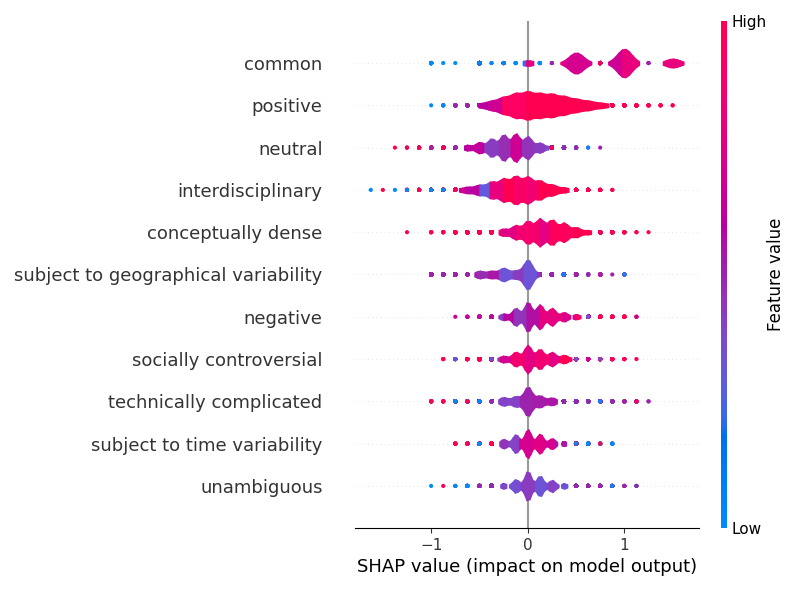 High
common
positive
neutral
interdisciplinary
conceptually dense
subject to geographical variability
negative
socially controversial
technically complicated
subject to time variability
unambiguous
Low
Feature value
−1 0 1
SHAP value (impact on model output)